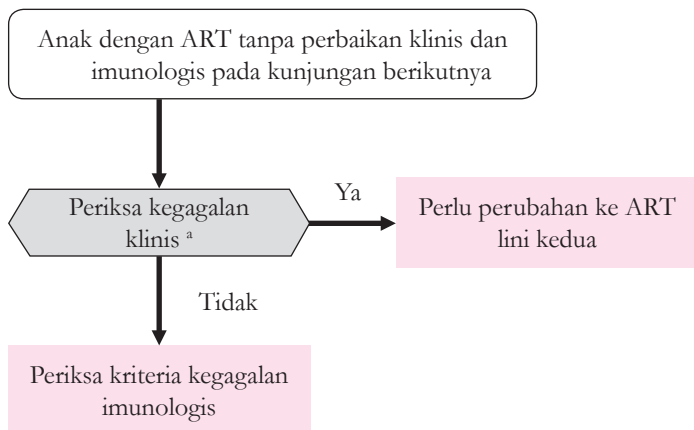 Anak dengan ART tanpa perbaikan klinis dan
imunologis pada kunjungan berikutnya
Periksa kegagalan
klinis ᵃ
Ya
Perlu perubahan ke ART
lini kedua
Tidak
Periksa kriteria kegagalan
imunologis